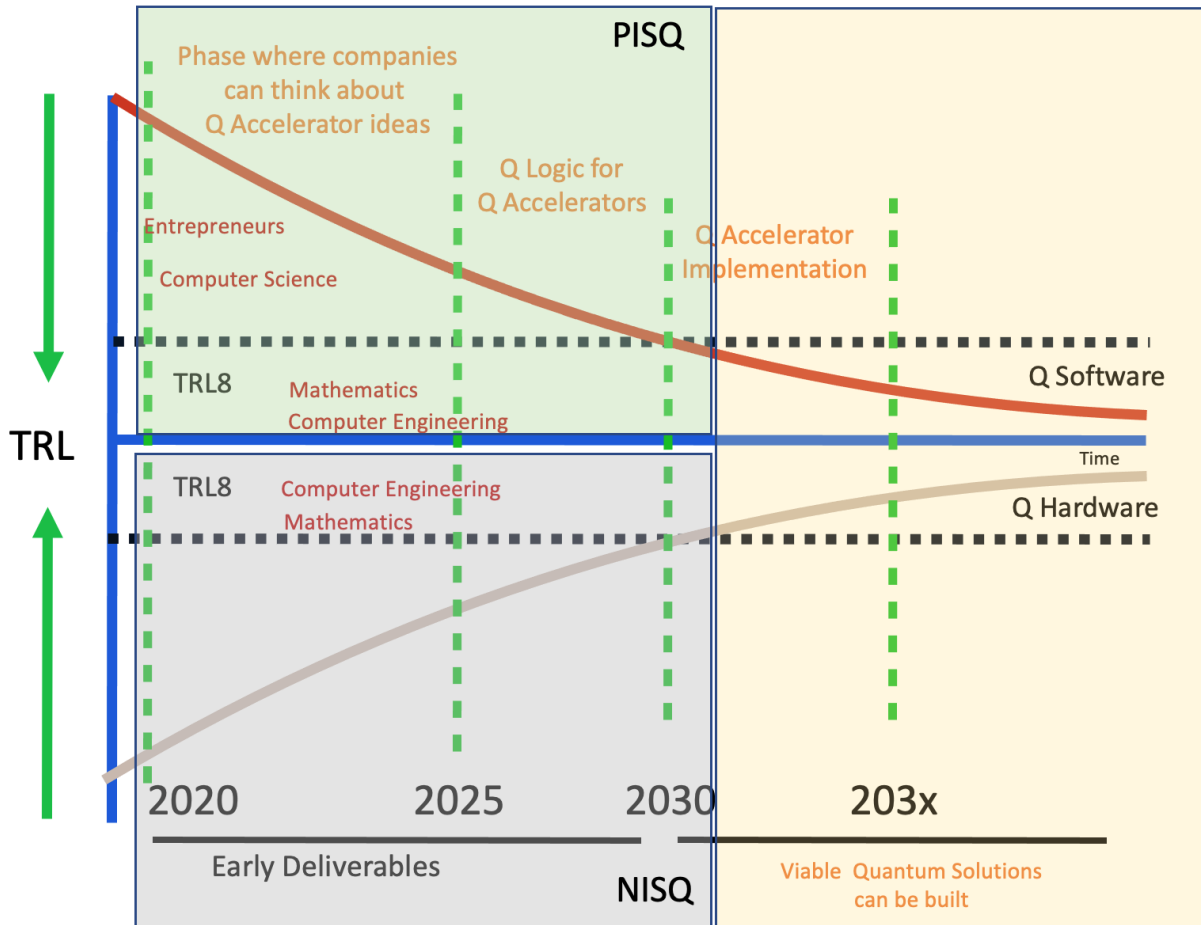 PISQ
Phase where companies
can think about
Q Accelerator ideas
Q Logic for
Q Accelerators
Entrepreneurs
Q Accelerator
Implementation
Computer Science
TRL8
Mathematics
Computer Engineering
Q Software
TRL
Time
TRL8
Computer Engineering
Mathematics
Q Hardware
2020
2025
2030
203x
Early Deliverables
Viable Quantum Solutions
can be built
NISQ